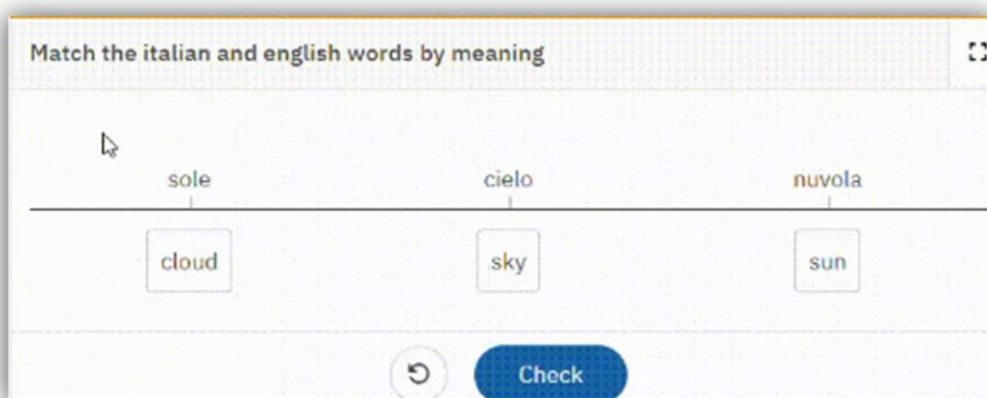 Match the italian and english words by meaning
sole cielo nuvola
cloud sky sun
Check